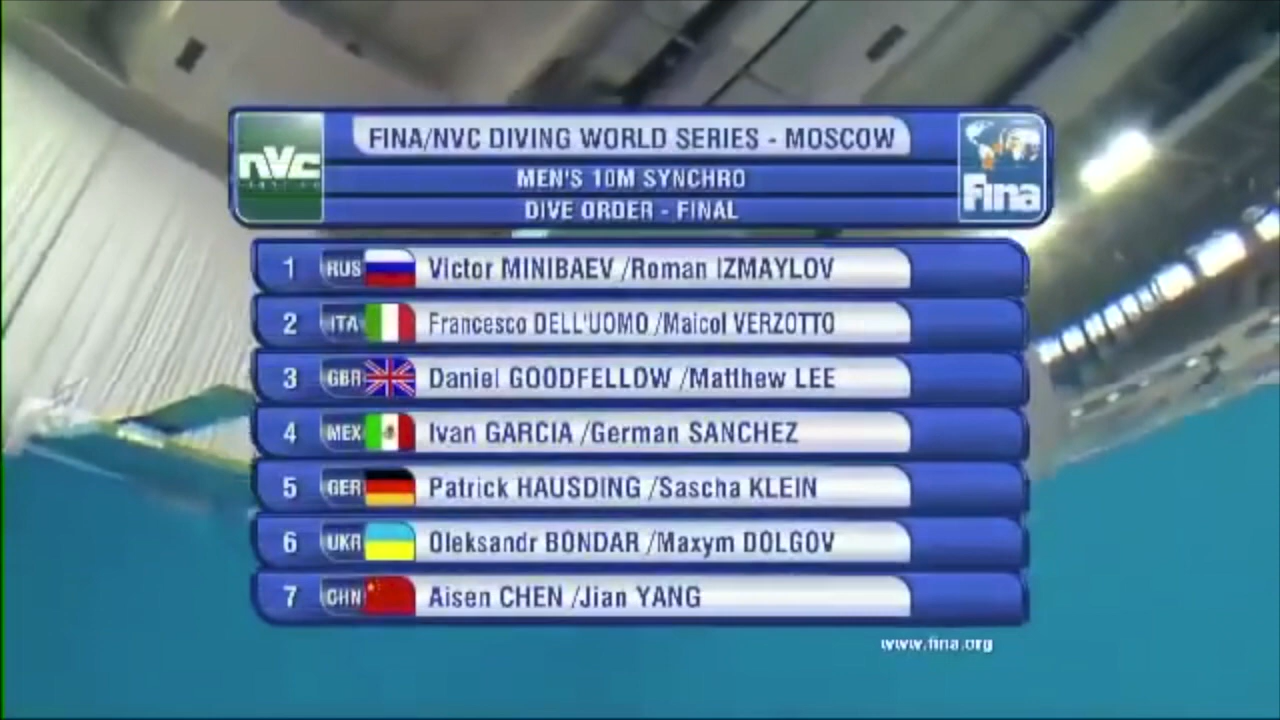 FINA/NVC DIVING WORLD SERIES - MOSCOW
nVc
MEN'S 10M SYNCHRO
DIVE ORDER - FINAL
Fina
1 RUS Victor MINIBAEV /Roman IZMAYLOV
2 ITA Francesco DELL'UOMO /Maicol VERZOTTO
3 GBR Daniel GOODFELLOW /Matthew LEE
4 MEX Ivan GARCIA /German SANCHEZ
5 GER Patrick HAUSDING /Sascha KLEIN
6 UKR Oleksandr BONDAR /Maxym DOLGOV
7 CHN Aisen CHEN /Jian YANG
www.fina.org